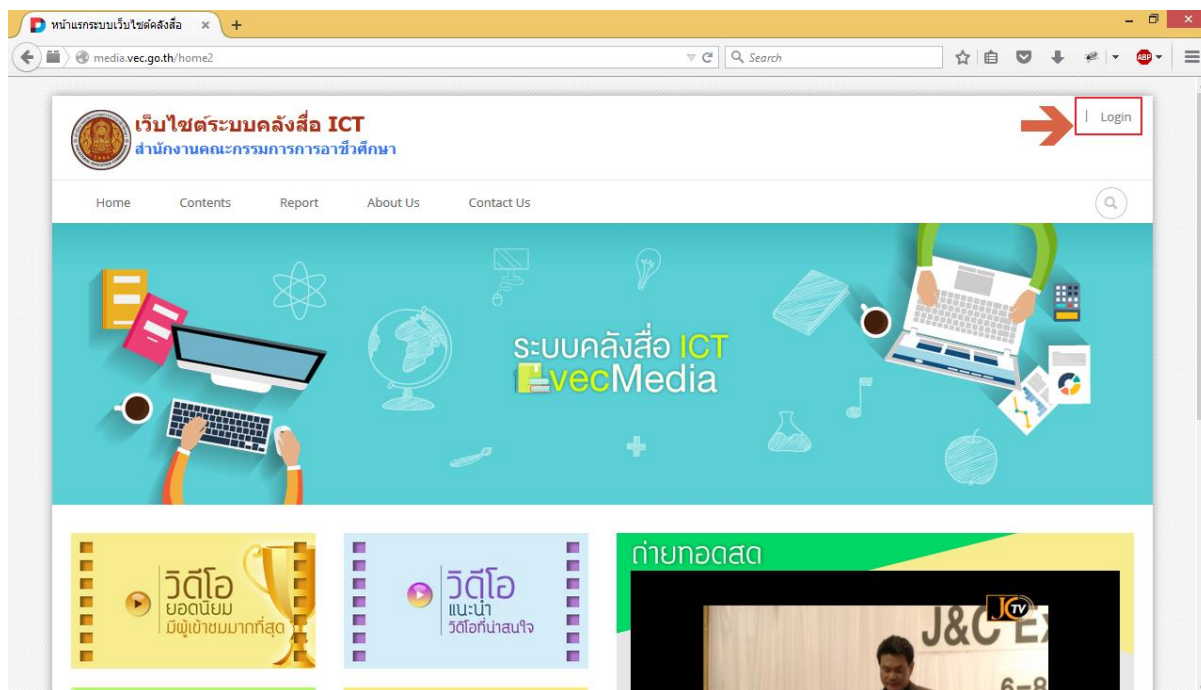 หน้าแรกระบบเว็บไซต์คลังสื่อ
media.vec.go.th/home2
Search
ABP
เว็บไซต์ระบบคลังสื่อ ICT
สำนักงานคณะกรรมการการอาชีวศึกษา
| Login
Home Contents Report About Us Contact Us
ระบบคลังสื่อ ICT
vecMedia
วิดีโอ
ยอดนิยม
มีผู้เข้าชมมากที่สุด
วิดีโอ
แนะนำ
วิดีโอที่น่าสนใจ
ถ่ายทอดสด
JCTV
J&C
6-8